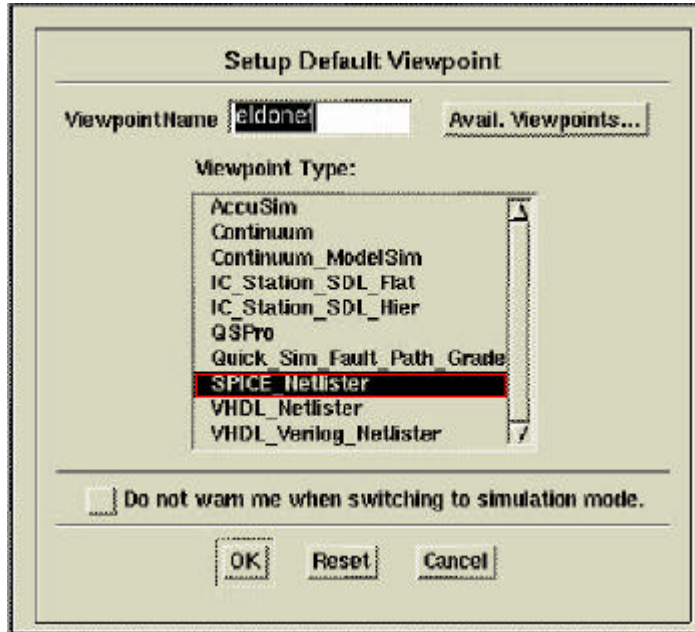 Setup Default Viewpoint
ViewpointName eldonet Avail. Viewpoints...
Viewpoint Type:
AccuSim
Continuum
Continuum_ModelSim
IC_Station_SDL_Flat
IC_Station_SDL_Hier
QSPro
Quick_Sim_Fault_Path_Grade
SPICE_Netlister
VHDL_Netlister
VHDL_Verilog_Netlister
Do not warn me when switching to simulation mode.
OK Reset Cancel